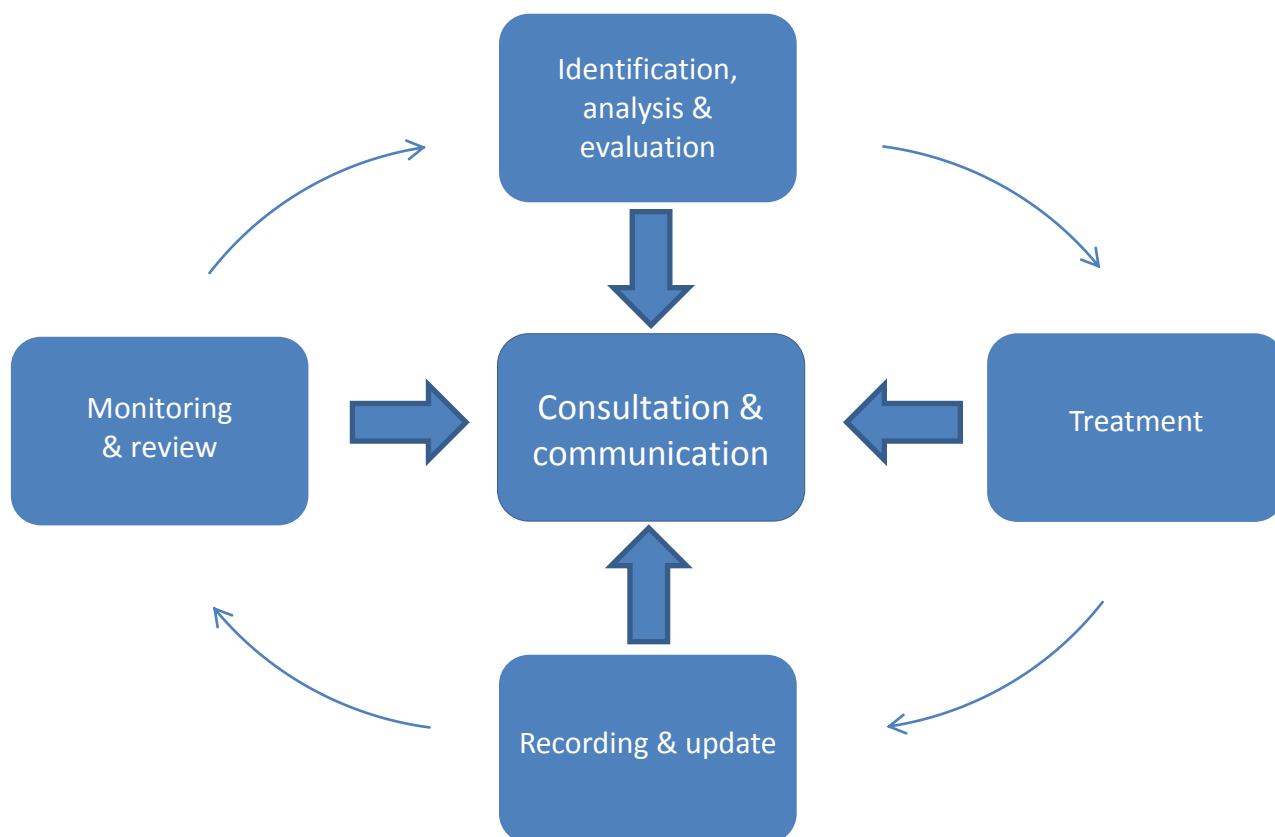 Identification,
analysis &
evaluation
Monitoring
& review
Consultation &
communication
Treatment
Recording & update